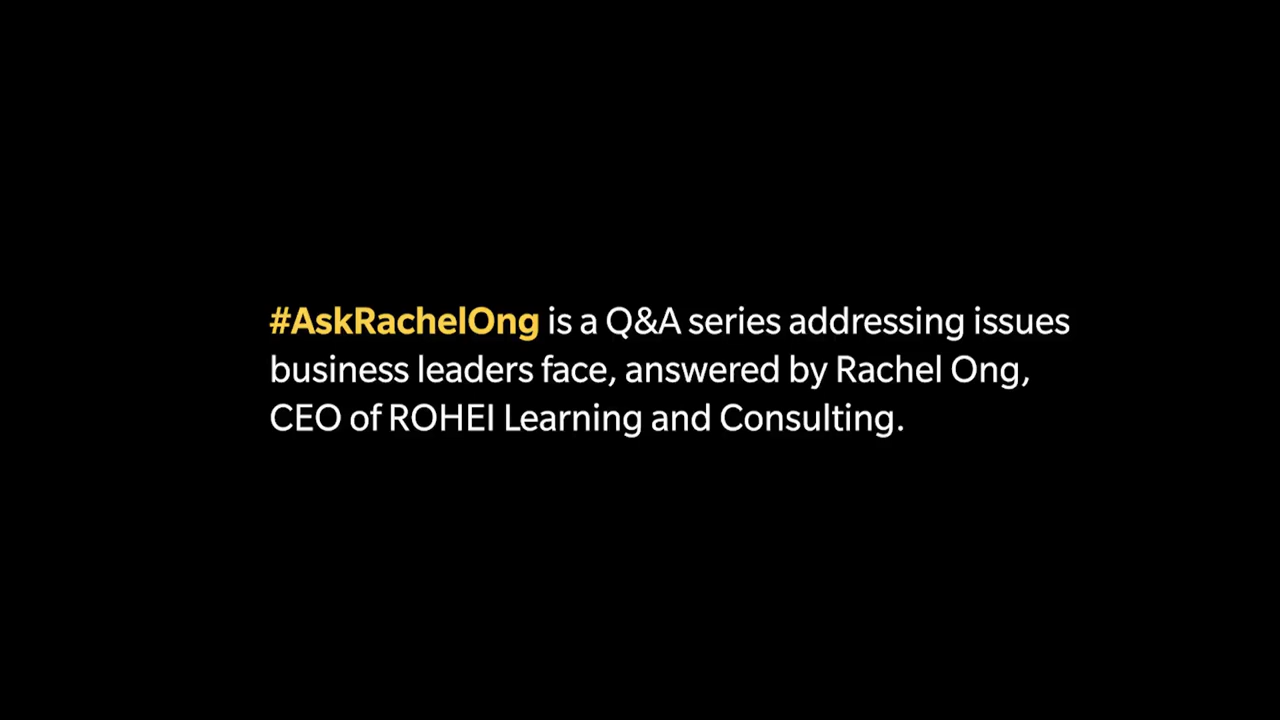 #AskRachelOng is a Q&A series addressing issues
business leaders face, answered by Rachel Ong,
CEO of ROHEI Learning and Consulting.